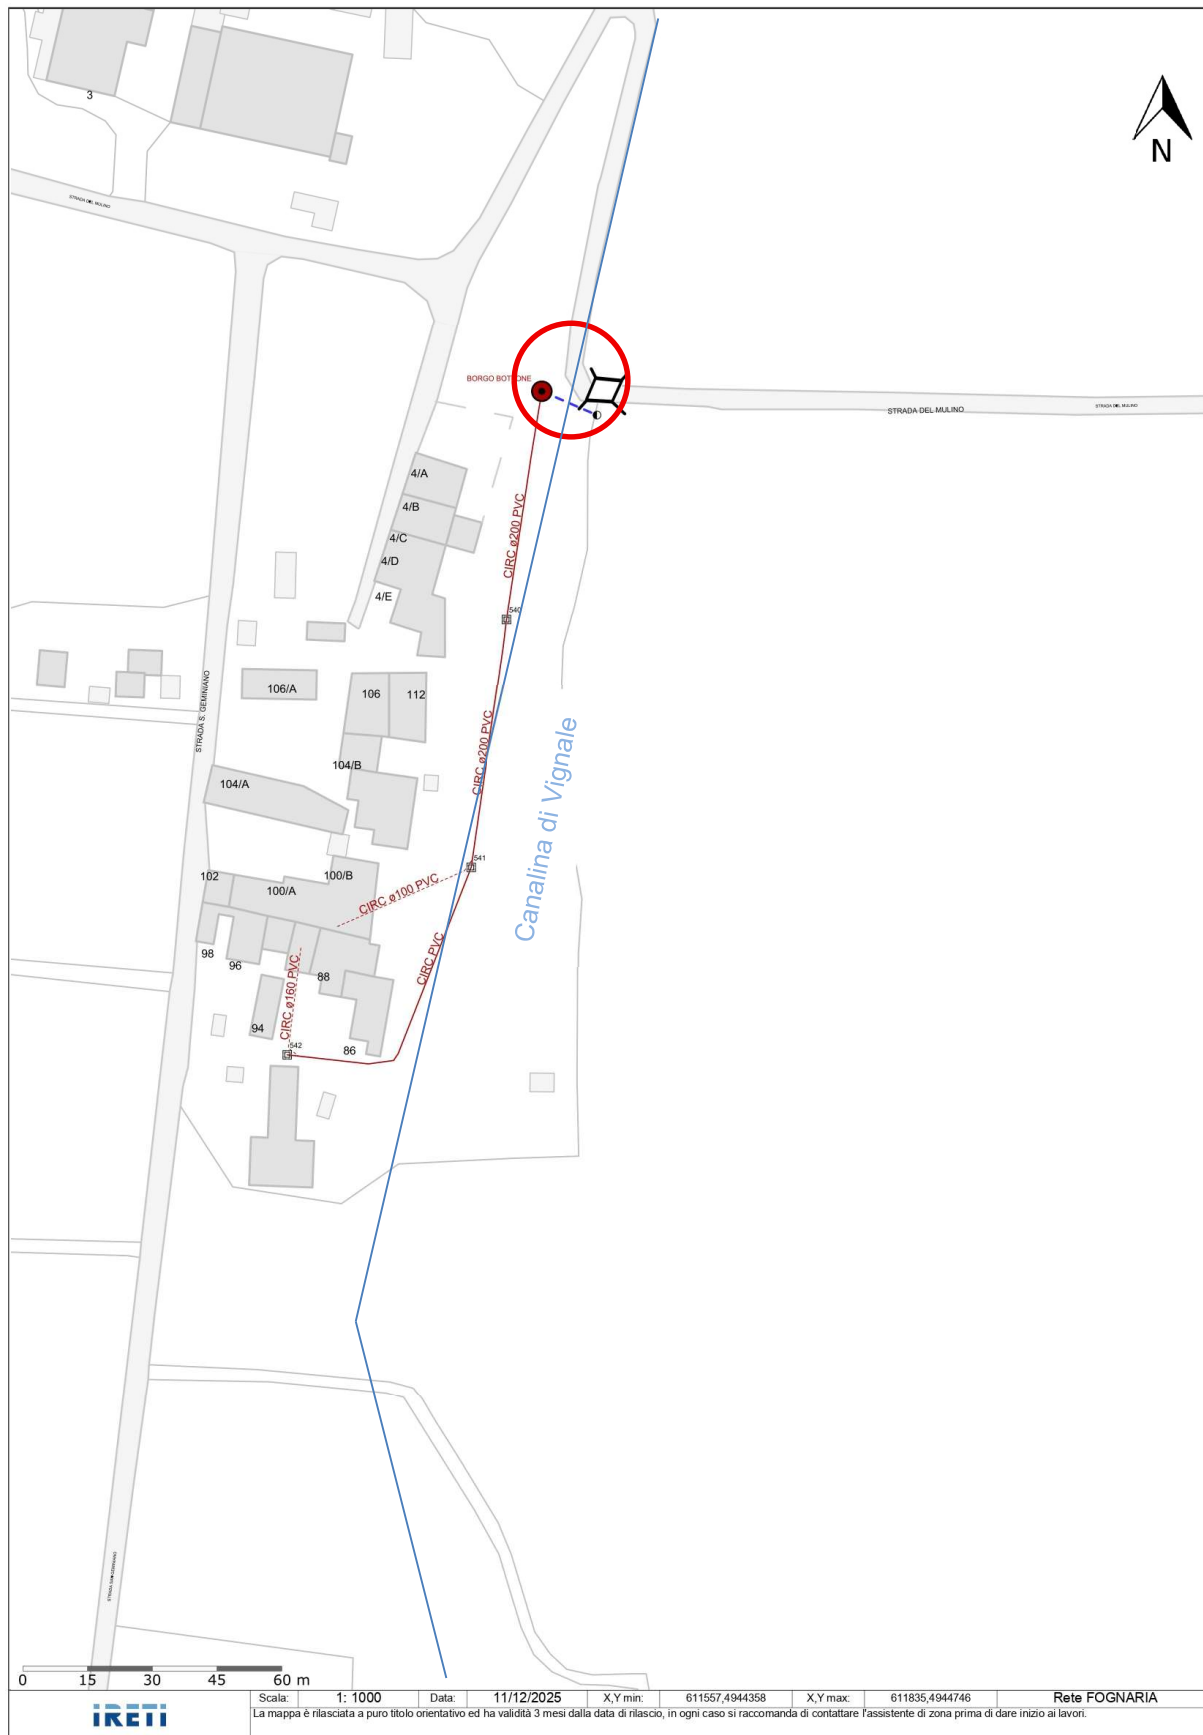 3
N
STRADA DEL MULINO
BORGO BOTTONE
STRADA DEL MULINO
STRADA DEL MULINO
4/A
4/B
CIRC ø200 PVC
4/C
4/D
4/E
540
106/A
106
112
STRADA S. GEMINIANO
CIRC ø200 PVC
Canalina di Vignale
104/B
104/A
541
102
100/A
100/B
CIRC ø100 PVC
98
96
CIRC ø160 PVC
88
CIRC PVC
94
542
86
STRADA SAN GEMINIANO
0 15 30 45 60 m
iRETI
Scala: 1: 1000 Data: 11/12/2025 X,Y min: 611557,4944358 X,Y max: 611835,4944746 Rete FOGNARIA
La mappa è rilasciata a puro titolo orientativo ed ha validità 3 mesi dalla data di rilascio, in ogni caso si raccomanda di contattare l'assistente di zona prima di dare inizio ai lavori.